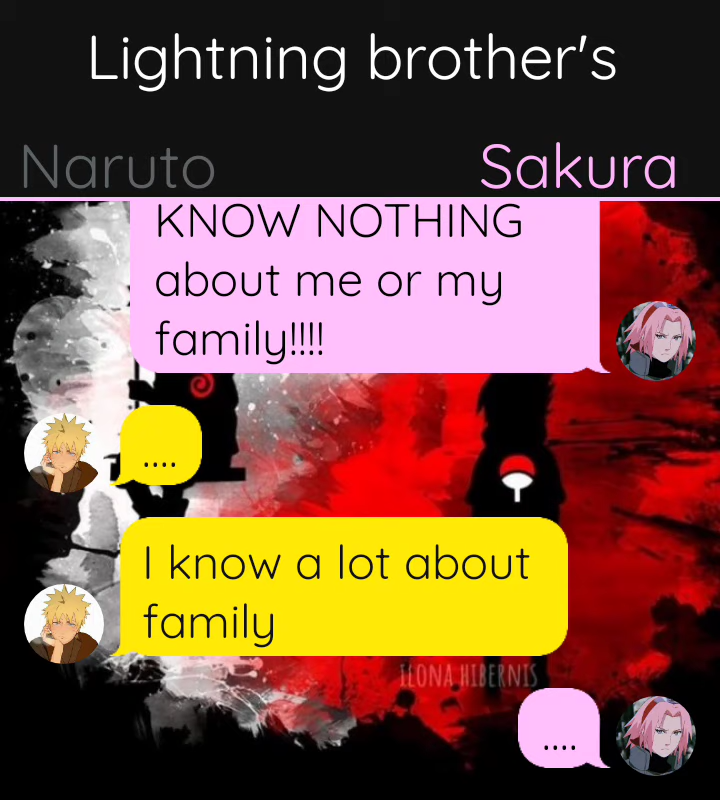 Lightning brother's
Naruto
Sakura
KNOW NOTHING
about me or my
family!!!!
....
I know a lot about
family
ILONA HIBERNIS
....